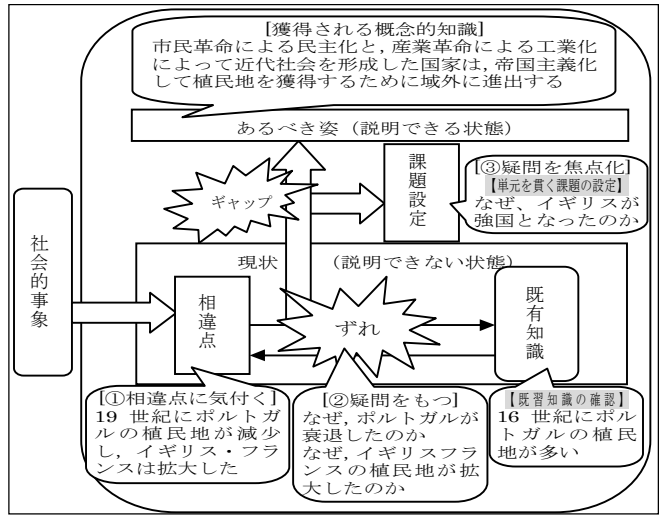 [獲得される概念的知識]
市民革命による民主化と，産業革命による工業化
によって近代社会を形成した国家は，帝国主義化
して植民地を獲得するために域外に進出する
あるべき姿（説明できる状態）
ギャップ
課題設定
[③疑問を焦点化]
【単元を貫く課題の設定】
なぜ、イギリスが
強国となったのか
社会的事象
現状　（説明できない状態）
相違点
ずれ
既有知識
[①相違点に気付く]
19 世紀にポルトガ
ルの植民地が減少
し，イギリス・フラ
ンスは拡大した
[②疑問をもつ]
なぜ，ポルトガルが
衰退したのか
なぜ，イギリスフラ
ンスの植民地が拡
大したのか
【既習知識の確認】
16 世紀にポル
トガルの植民
地が多い